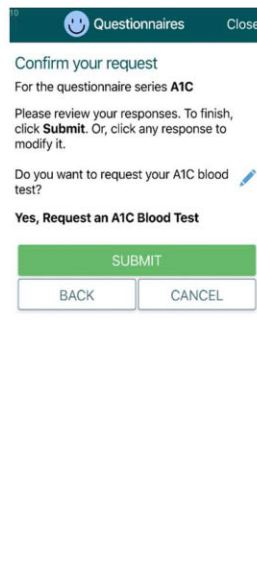 10
Questionnaires
Close
Confirm your request
For the questionnaire series A1C
Please review your responses. To finish,
click Submit. Or, click any response to
modify it.
Do you want to request your A1C blood
test?
Yes, Request an A1C Blood Test
SUBMIT
BACK
CANCEL